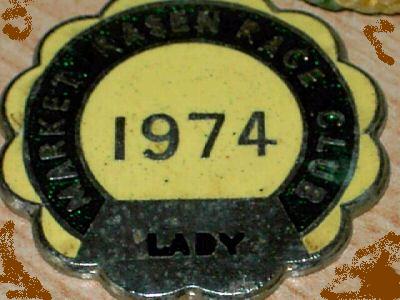 MARKET RASEN RACE CLUB
1974
LADY